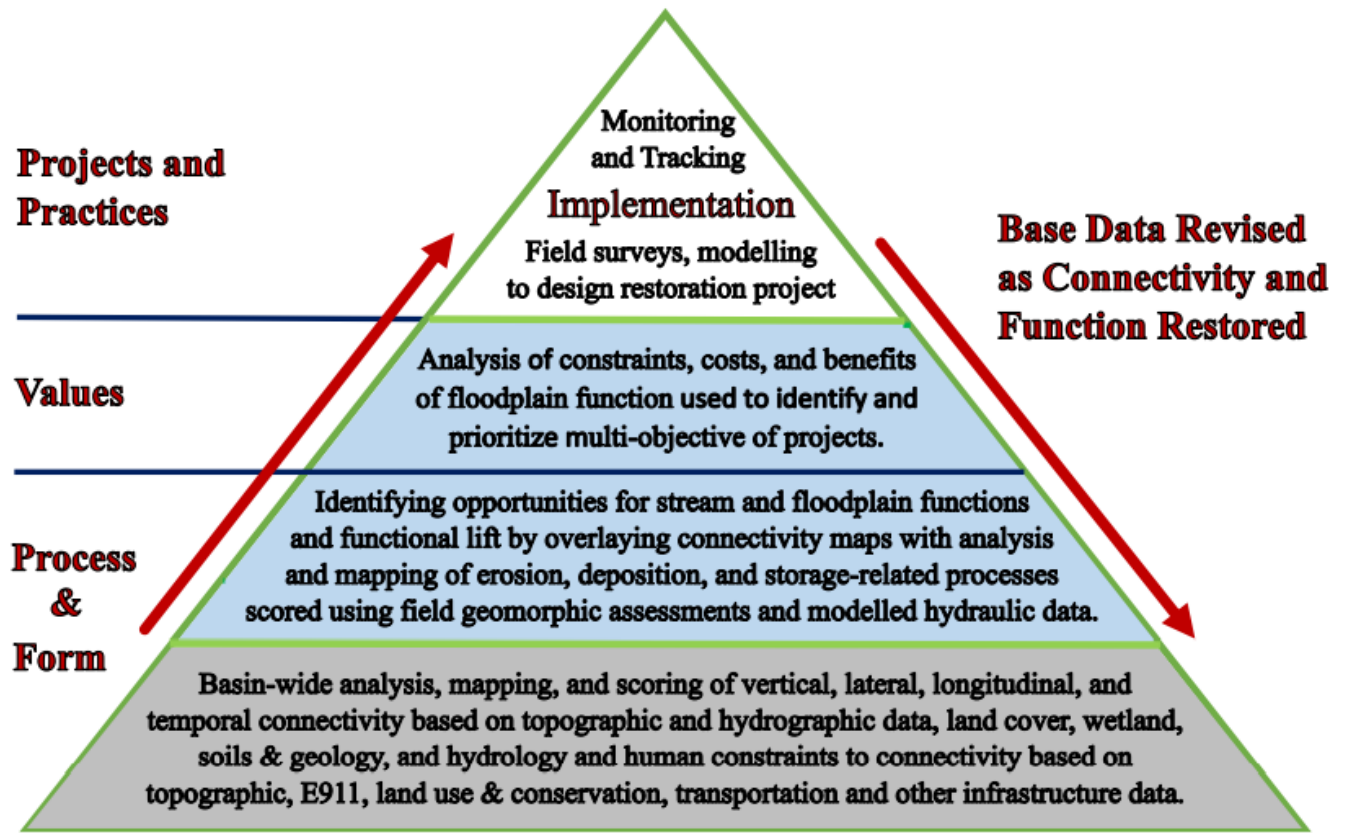 Monitoring
and Tracking
Implementation
Field surveys, modelling
to design restoration project
Projects and
Practices
Base Data Revised
as Connectivity and
Function Restored
Values
Analysis of constraints, costs, and benefits
of floodplain function used to identify and
prioritize multi-objective of projects.
Process
&
Form
Identifying opportunities for stream and floodplain functions
and functional lift by overlaying connectivity maps with analysis
and mapping of erosion, deposition, and storage-related processes
scored using field geomorphic assessments and modelled hydraulic data.
Basin-wide analysis, mapping, and scoring of vertical, lateral, longitudinal, and
temporal connectivity based on topographic and hydrographic data, land cover, wetland,
soils & geology, and hydrology and human constraints to connectivity based on
topographic, E911, land use & conservation, transportation and other infrastructure data.